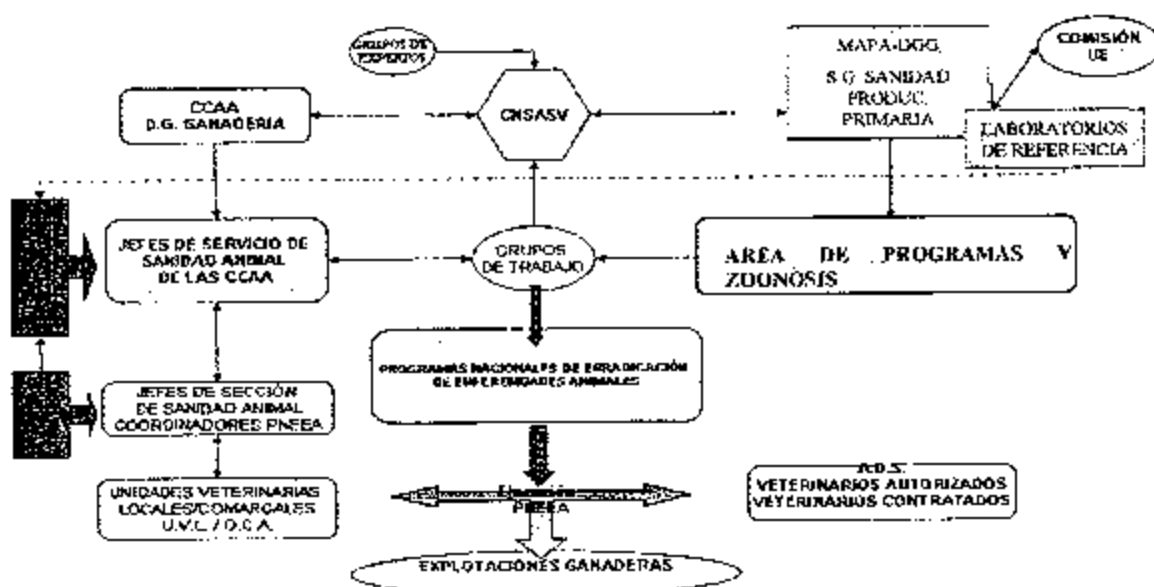 GRUPOS DE
EXPERTOS
MAPA-DGG
S.G. SANIDAD
PRODUC.
PRIMARIA
COMISIÓN
UE
CCAA
D.G. GANADERIA
CNSASV
LABORATORIOS
DE REFERENCIA
JEFES DE SERVICIO DE
SANIDAD ANIMAL
DE LAS CCAA
GRUPOS
DE TRABAJO
AREA DE PROGRAMAS Y
ZOONOSIS
PROGRAMAS NACIONALES DE ERRADICACIÓN
DE ENFERMEDADES ANIMALES
JEFES DE SECCIÓN
DE SANIDAD ANIMAL
COORDINADORES PNEEA
UNIDADES VETERINARIAS
LOCALES/COMARCALES
U.V.L. / O.C.A.
PNEEA
A.D.S.
VETERINARIOS AUTORIZADOS
VETERINARIOS CONTRATADOS
EXPLOTACIONES GANADERAS